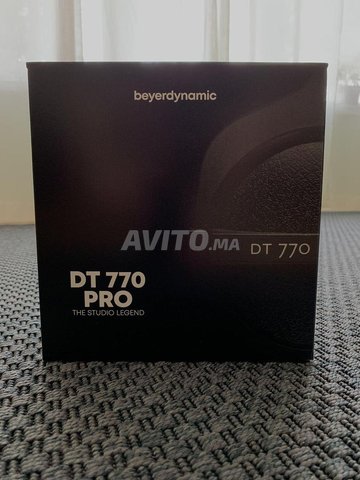 beyerdynamic
AVITO.MA
DT 770
DT 770
PRO
THE STUDIO LEGEND